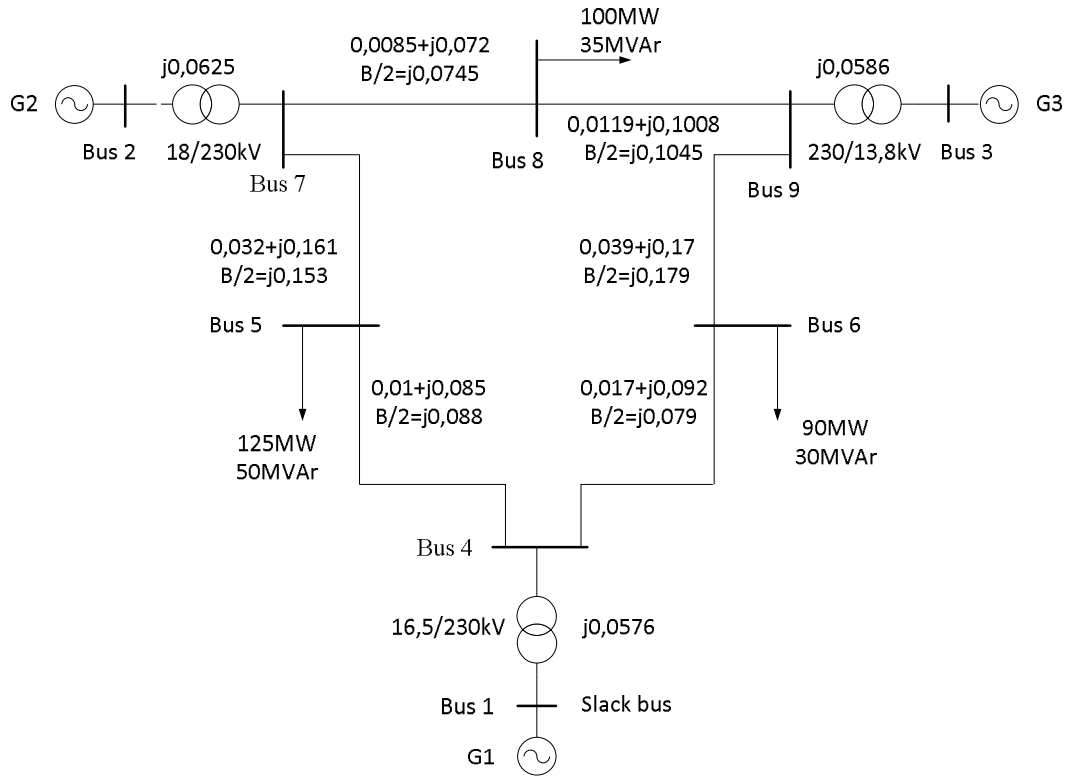 100MW
35MVAr
0,0085+j0,072
B/2=j0,0745
j0,0625
j0,0586
G2
G3
Bus 2
18/230kV
Bus 7
Bus 8
0,0119+j0,1008
B/2=j0,1045
230/13,8kV
Bus 3
Bus 9
0,032+j0,161
B/2=j0,153
0,039+j0,17
B/2=j0,179
Bus 5
Bus 6
0,01+j0,085
B/2=j0,088
0,017+j0,092
B/2=j0,079
125MW
50MVAr
90MW
30MVAr
Bus 4
16,5/230kV
j0,0576
Bus 1
Slack bus
G1